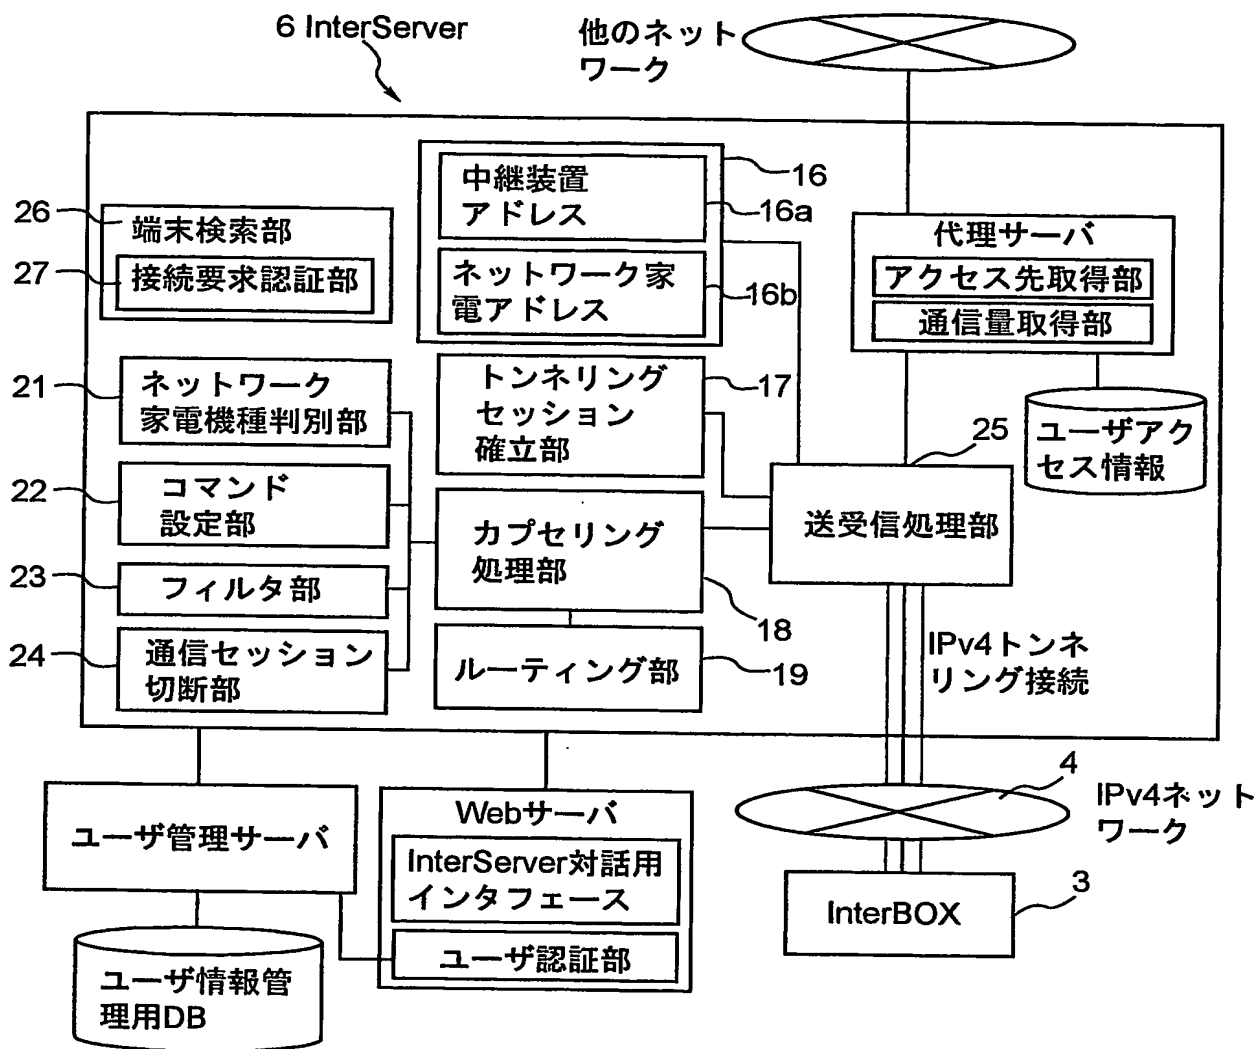 6 InterServer
他のネット
ワーク
16
中継装置
アドレス
16a
ネットワーク家
電アドレス
16b
26
端末検索部
27
接続要求認証部
代理サーバ
アクセス先取得部
通信量取得部
ユーザアク
セス情報
21
ネットワーク
家電機種判別部
トンネリング
セッション
確立部
17
25
送受信処理部
22
コマンド
設定部
カプセリング
処理部
18
23
フィルタ部
24
通信セッション
切断部
ルーティング部
19
IPv4トンネ
リング接続
4
IPv4ネット
ワーク
ユーザ管理サーバ
Webサーバ
InterServer対話用
インタフェース
ユーザ認証部
InterBOX
3
ユーザ情報管
理用DB